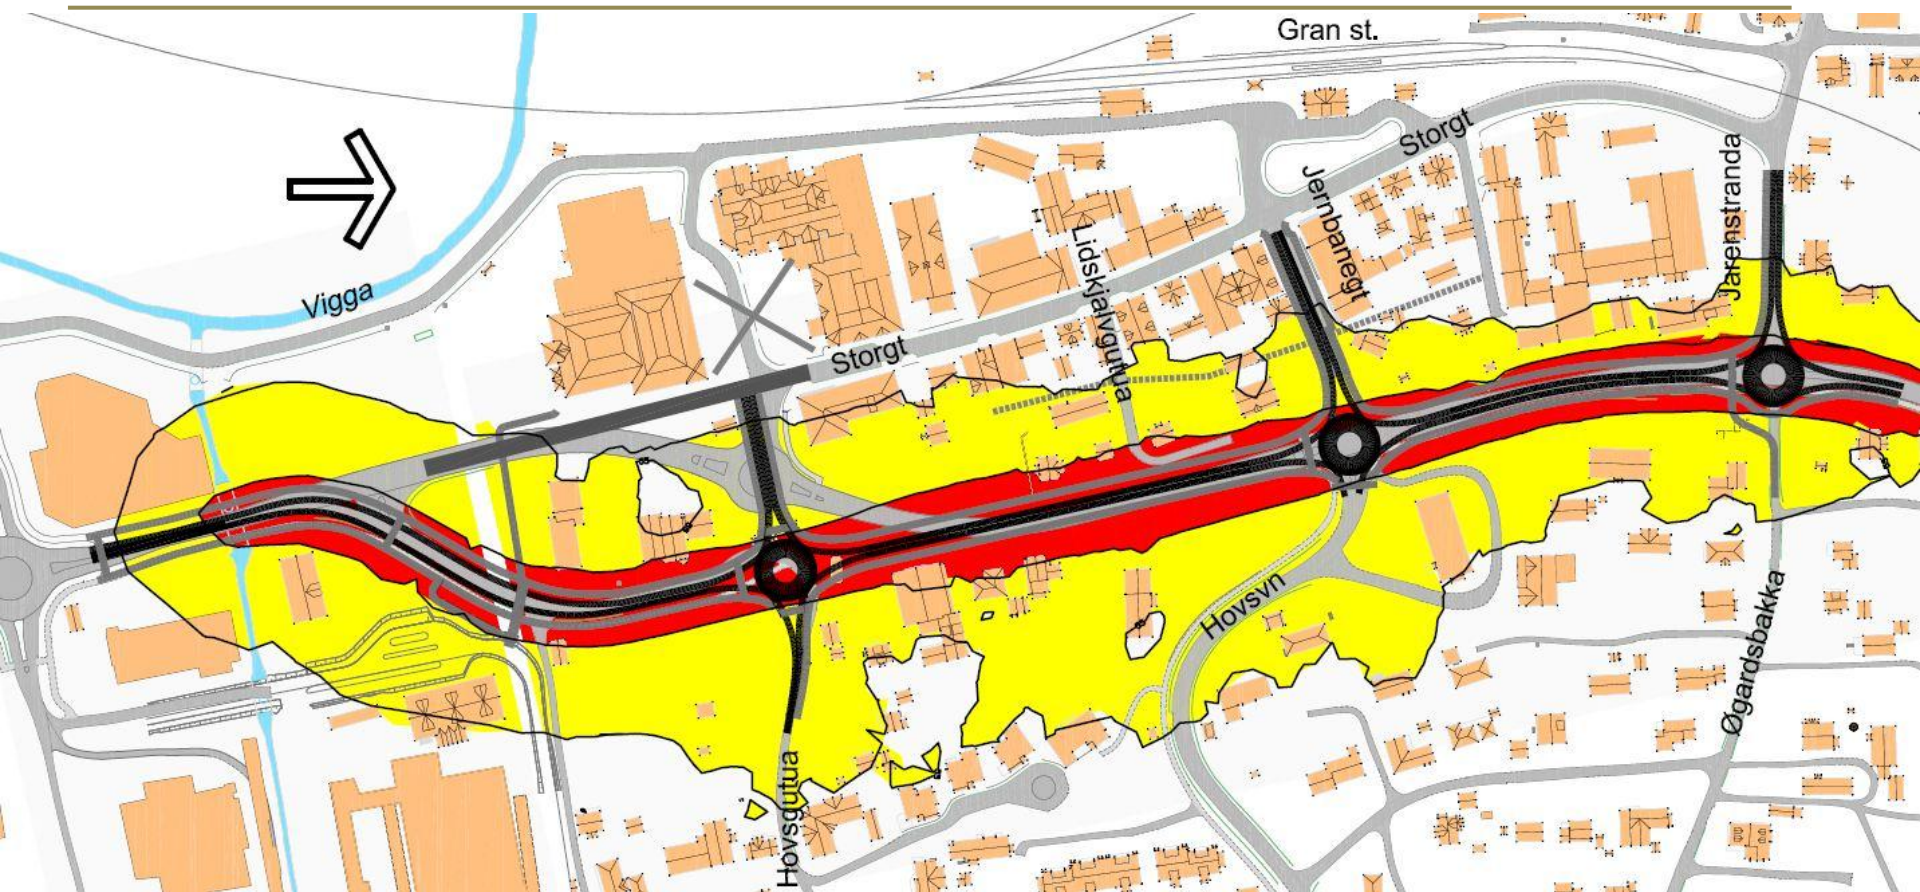 Gran st.
Storgt
Jernbanegt
Jarenstranda
Lidskjalvgutua
Vigga
Storgt
Hovsvn
Øgardsbakka
Hovsgutua